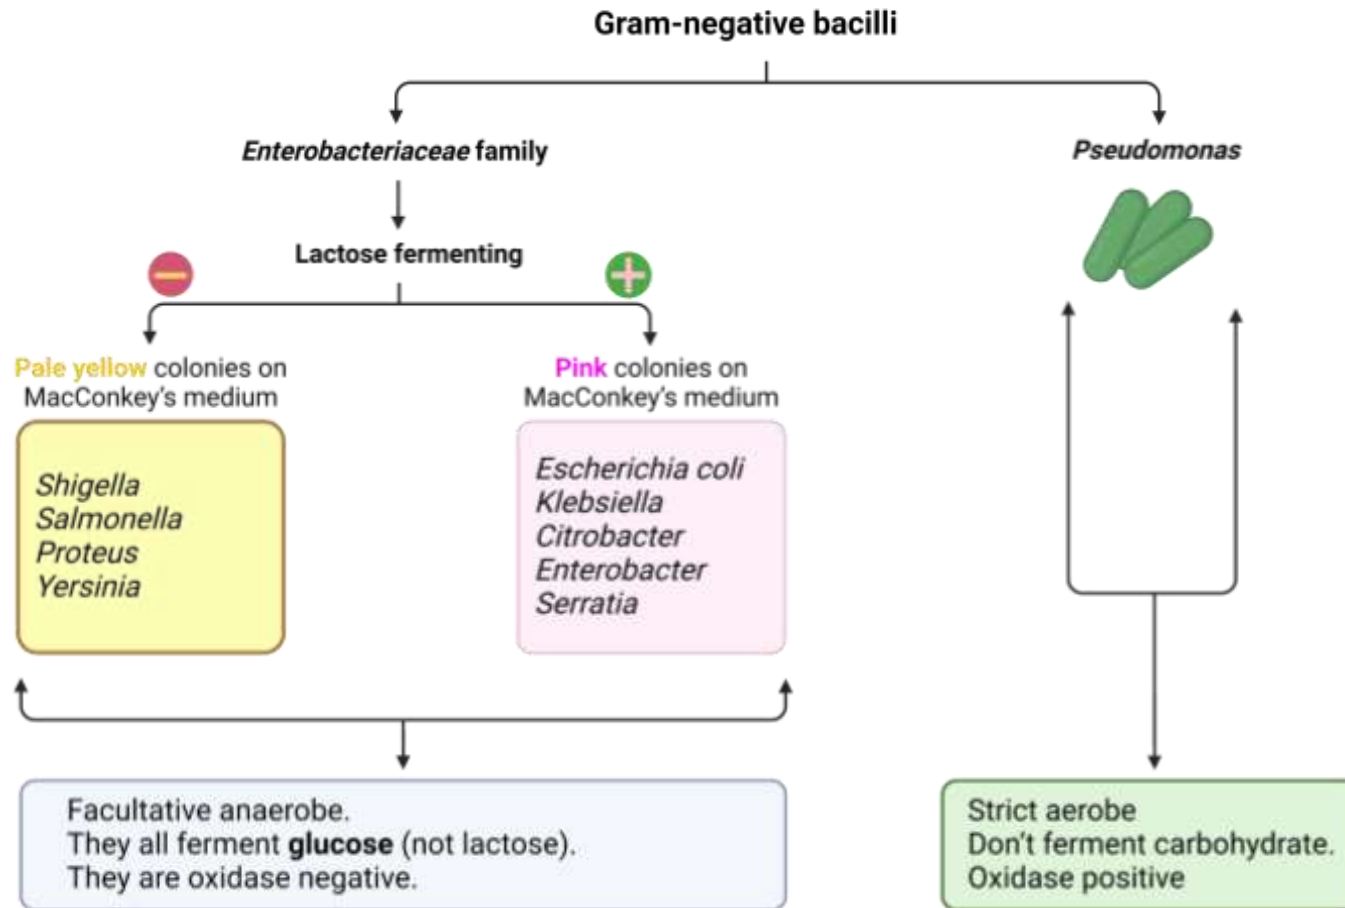 Gram-negative bacilli
Enterobacteriaceae family
Pseudomonas
Lactose fermenting
Pale yellow colonies on
MacConkey's medium
Pink colonies on
MacConkey's medium
Shigella
Salmonella
Proteus
Yersinia
Escherichia coli
Klebsiella
Citrobacter
Enterobacter
Serratia
Facultative anaerobe.
They all ferment glucose (not lactose).
They are oxidase negative.
Strict aerobe
Don't ferment carbohydrate.
Oxidase positive